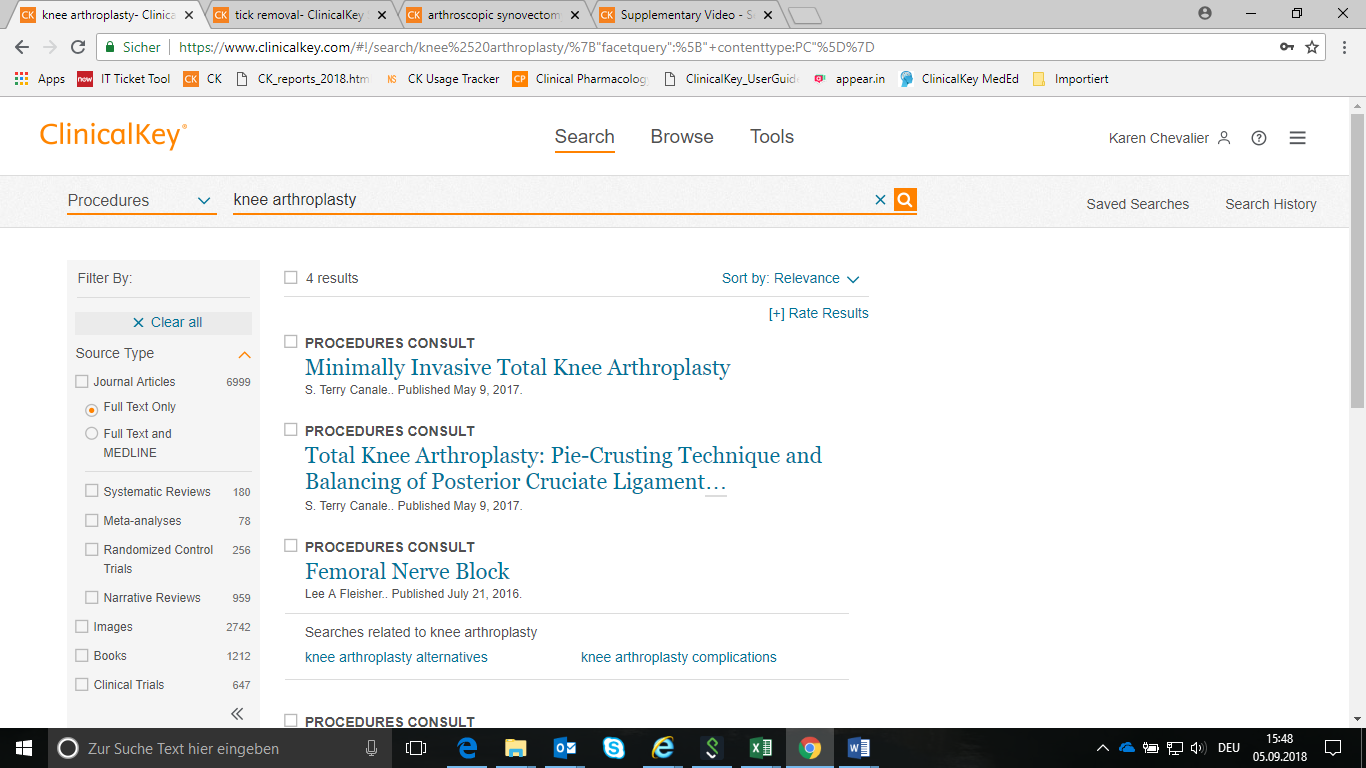 knee arthroplasty- Clinica
tick removal- ClinicalKey
arthroscopic synovectom
Supplementary Video - S
Sicher https://www.clinicalkey.com/#!/search/knee%2520arthroplasty/%7B"facetquery":%5B"+contenttype:PC"%5D%7D
Apps new IT Ticket Tool CK CK CK_reports_2018.htm NS CK Usage Tracker CP Clinical Pharmacolog ClinicalKey_UserGuid appear.in ClinicalKey MedEd Importiert
ClinicalKey®
Search Browse Tools
Karen Chevalier
Procedures
knee arthroplasty
Saved Searches Search History
Filter By:
Clear all
Source Type
Journal Articles 6999
Full Text Only
Full Text and
MEDLINE
Systematic Reviews 180
Meta-analyses 78
Randomized Control 256
Trials
Narrative Reviews 959
Images 2742
Books 1212
Clinical Trials 647
4 results
Sort by: Relevance
[+] Rate Results
PROCEDURES CONSULT
Minimally Invasive Total Knee Arthroplasty
S. Terry Canale.. Published May 9, 2017.
PROCEDURES CONSULT
Total Knee Arthroplasty: Pie-Crusting Technique and
Balancing of Posterior Cruciate Ligament…
S. Terry Canale.. Published May 9, 2017.
PROCEDURES CONSULT
Femoral Nerve Block
Lee A Fleisher.. Published July 21, 2016.
Searches related to knee arthroplasty
knee arthroplasty alternatives knee arthroplasty complications
PROCEDURES CONSULT
Zur Suche Text hier eingeben
DEU
15:48
05.09.2018